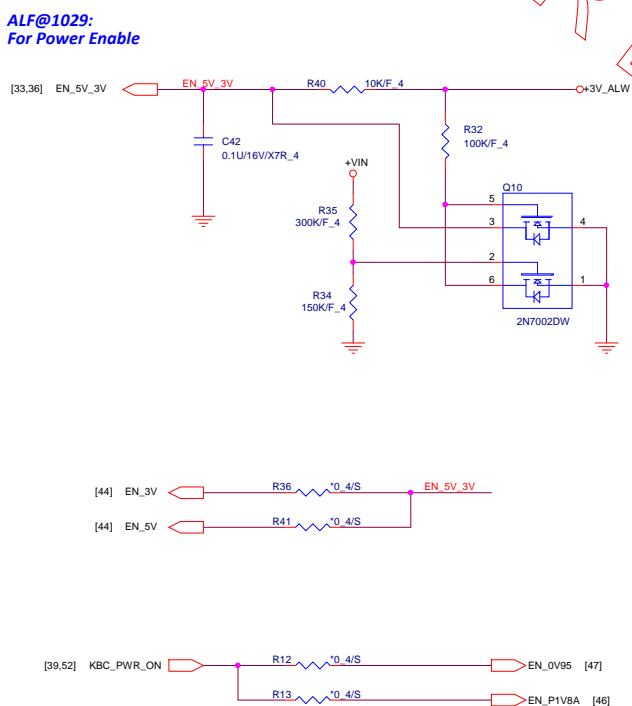 ALF@1029:
For Power Enable
[33,36] EN_5V_3V
EN_5V_3V
R40 10K/F_4
+3V_ALW
C42
0.1U/16V/X7R_4
R32
100K/F_4
+VIN
R35
300K/F_4
R34
150K/F_4
Q10
5
3
4
2
6
1
2N7002DW
[44] EN_3V
R36 *0_4/S
EN_5V_3V
[44] EN_5V
R41 *0_4/S
[39,52] KBC_PWR_ON
R12 *0_4/S
EN_0V95 [47]
R13 *0_4/S
EN_P1V8A [46]